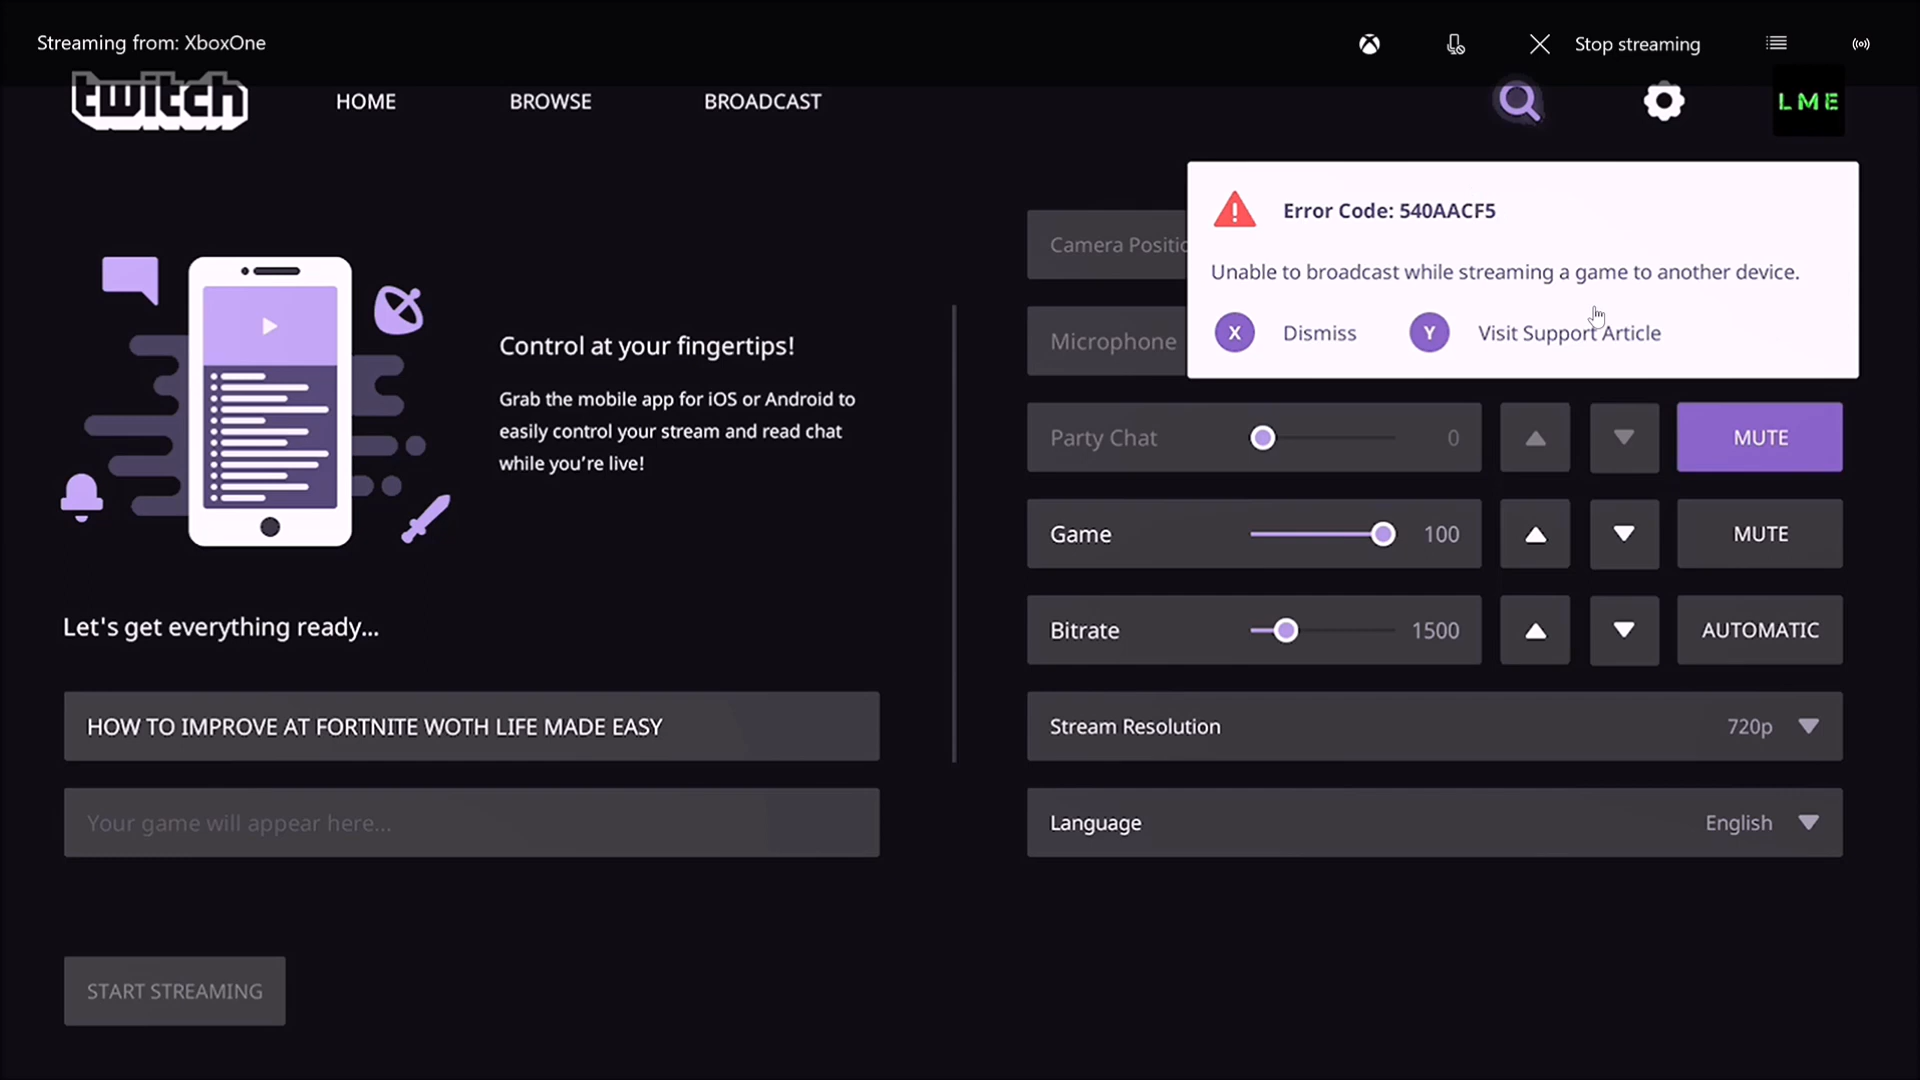 Streaming from: XboxOne
Stop streaming
twitch
HOME
BROWSE
BROADCAST
LME
Error Code: 540AACF5
Unable to broadcast while streaming a game to another device.
X Dismiss
Y Visit Support Article
Control at your fingertips!
Grab the mobile app for iOS or Android to
easily control your stream and read chat
while you're live!
Let's get everything ready...
HOW TO IMPROVE AT FORTNITE WOTH LIFE MADE EASY
Your game will appear here...
START STREAMING
Camera
Microphone
Party Chat 0 MUTE
Game 100 MUTE
Bitrate 1500 AUTOMATIC
Stream Resolution 720p
Language English